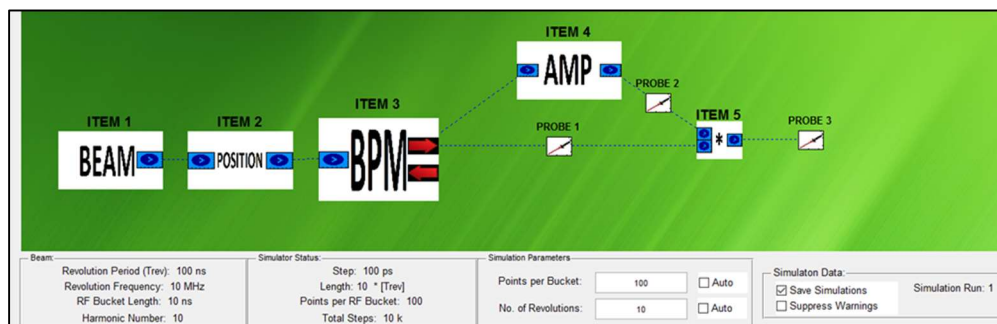 ITEM 4
AMP
PROBE 2
ITEM 1
ITEM 2
ITEM 3
PROBE 1
ITEM 5
PROBE 3
BEAM
POSITION
BPM
*
Beam:
Revolution Period (Trev): 100 ns
Revolution Frequency: 10 MHz
RF Bucket Length: 10 ns
Harmonic Number: 10
Simulator Status:
Step: 100 ps
Length: 10 * [Trev]
Points per RF Bucket: 100
Total Steps: 10 k
Simulation Parameters
Points per Bucket: 100 Auto
No. of Revolutions: 10 Auto
Simulaton Data:
Save Simulations
Suppress Warnings
Simulation Run: 1